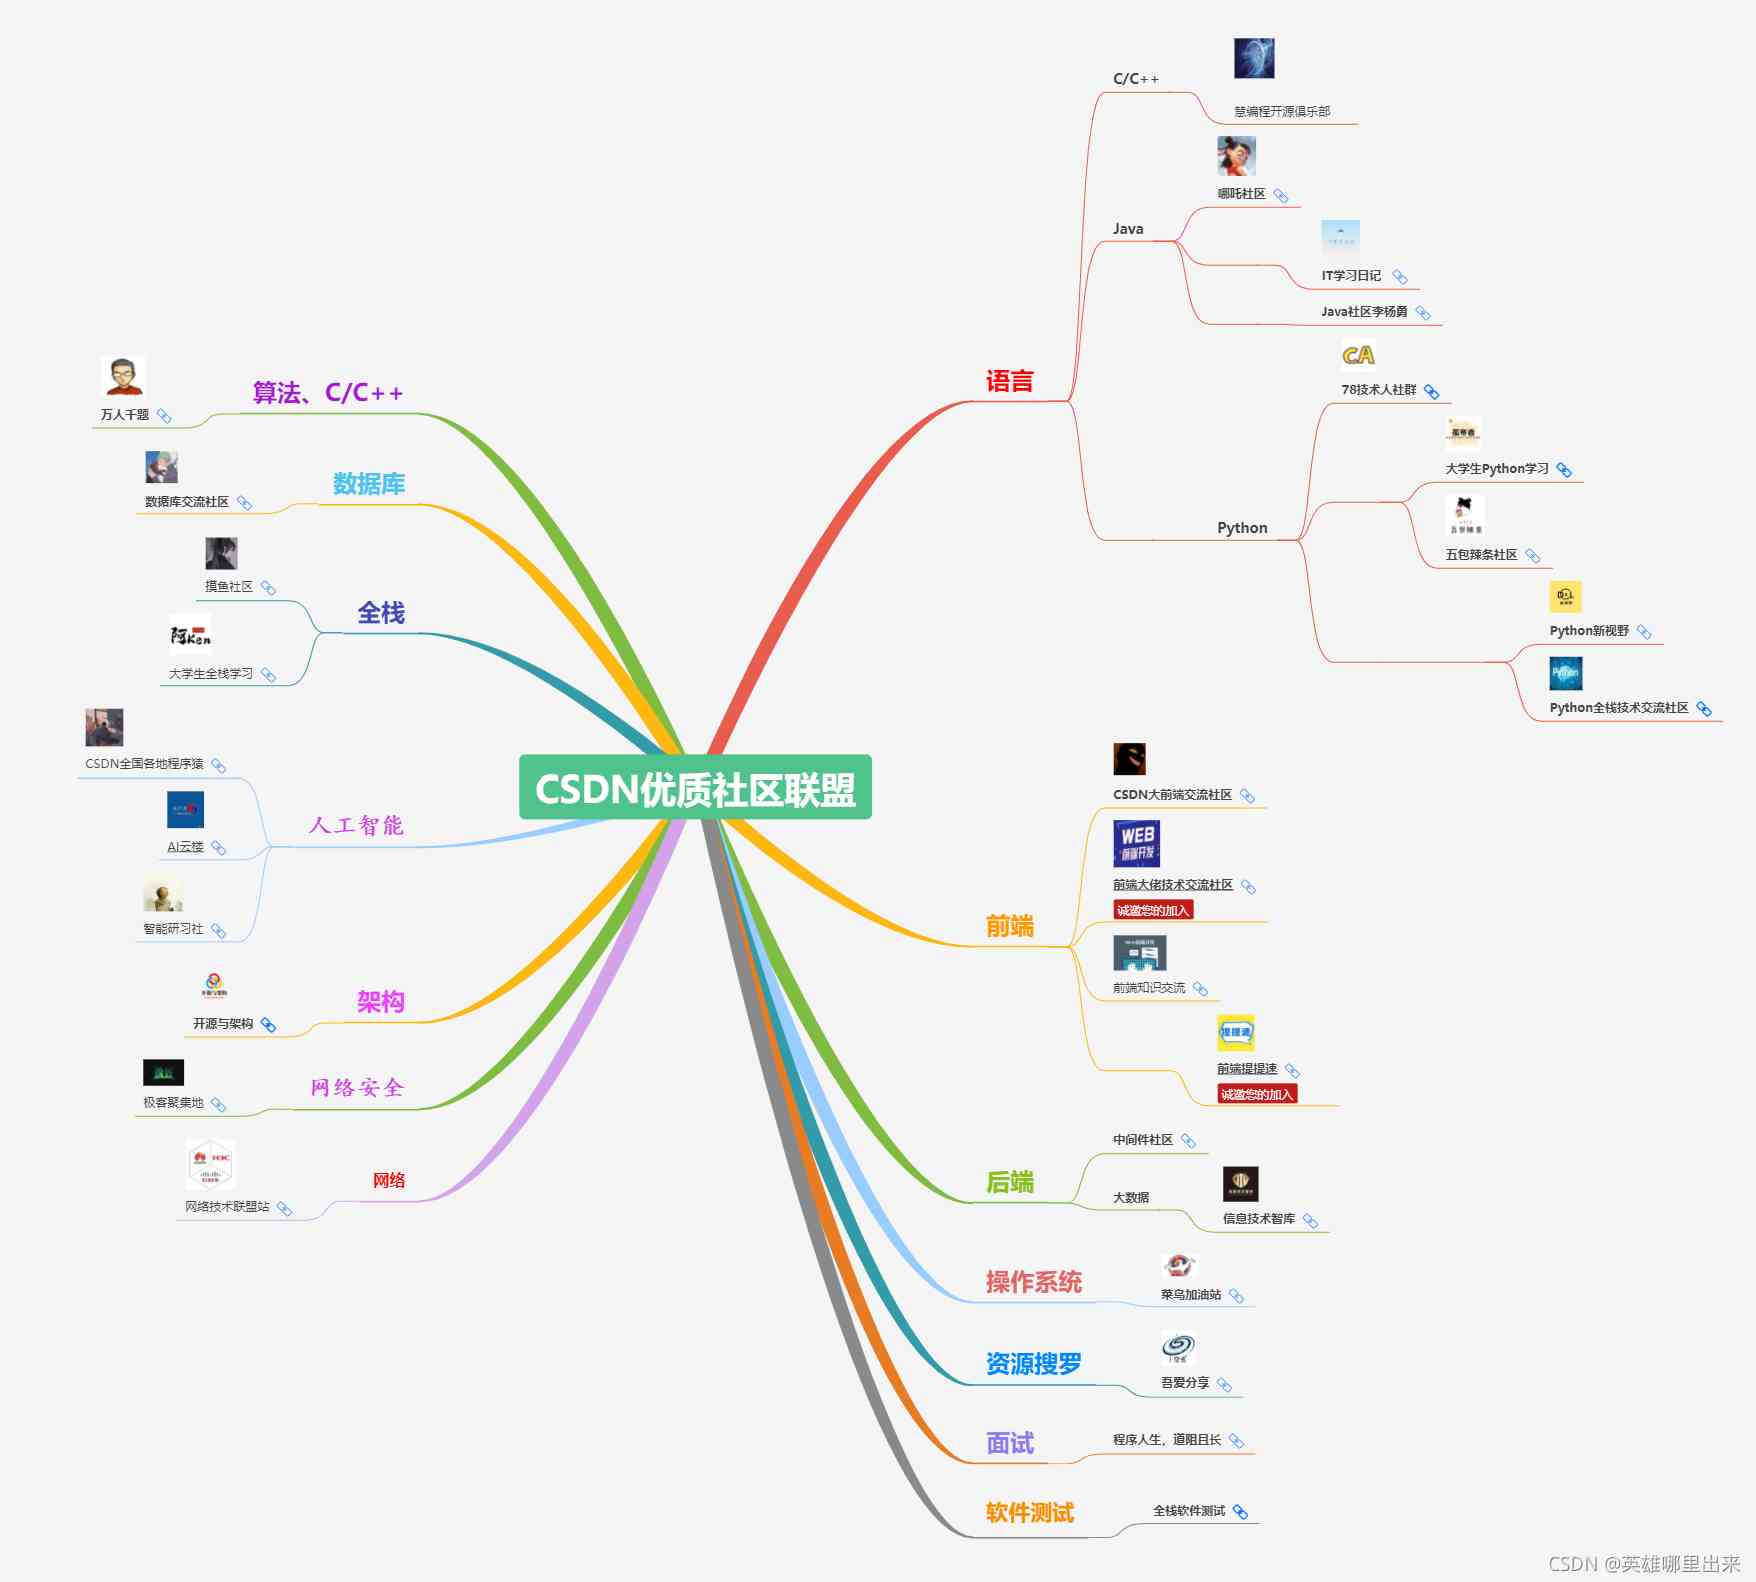 CSDN优质社区联盟
语言
C/C++
慧编程开源俱乐部
Java
哪吒社区
IT学习日记
Java社区李杨勇
Python
CA
78技术人社群
大学生Python学习
五包辣条社区
Python新视野
Python
Python全栈技术交流社区
前端
CSDN大前端交流社区
WEB
前端开发
前端大佬技术交流社区
诚邀您的加入
前端知识交流
提提速
前端提提速
诚邀您的加入
后端
中间件社区
大数据
信息技术智库
操作系统
菜鸟加油站
资源搜罗
吾爱分享
面试
程序人生，道阻且长
软件测试
全栈软件测试
算法、C/C++
万人千题
数据库
数据库交流社区
全栈
摸鱼社区
阿Ken
大学生全栈学习
人工智能
CSDN全国各地程序猿
AI云楼
智能研习社
架构
开源与架构
网络安全
极客聚集地
网络
H3C
网络技术联盟站
CSDN @英雄哪里出来